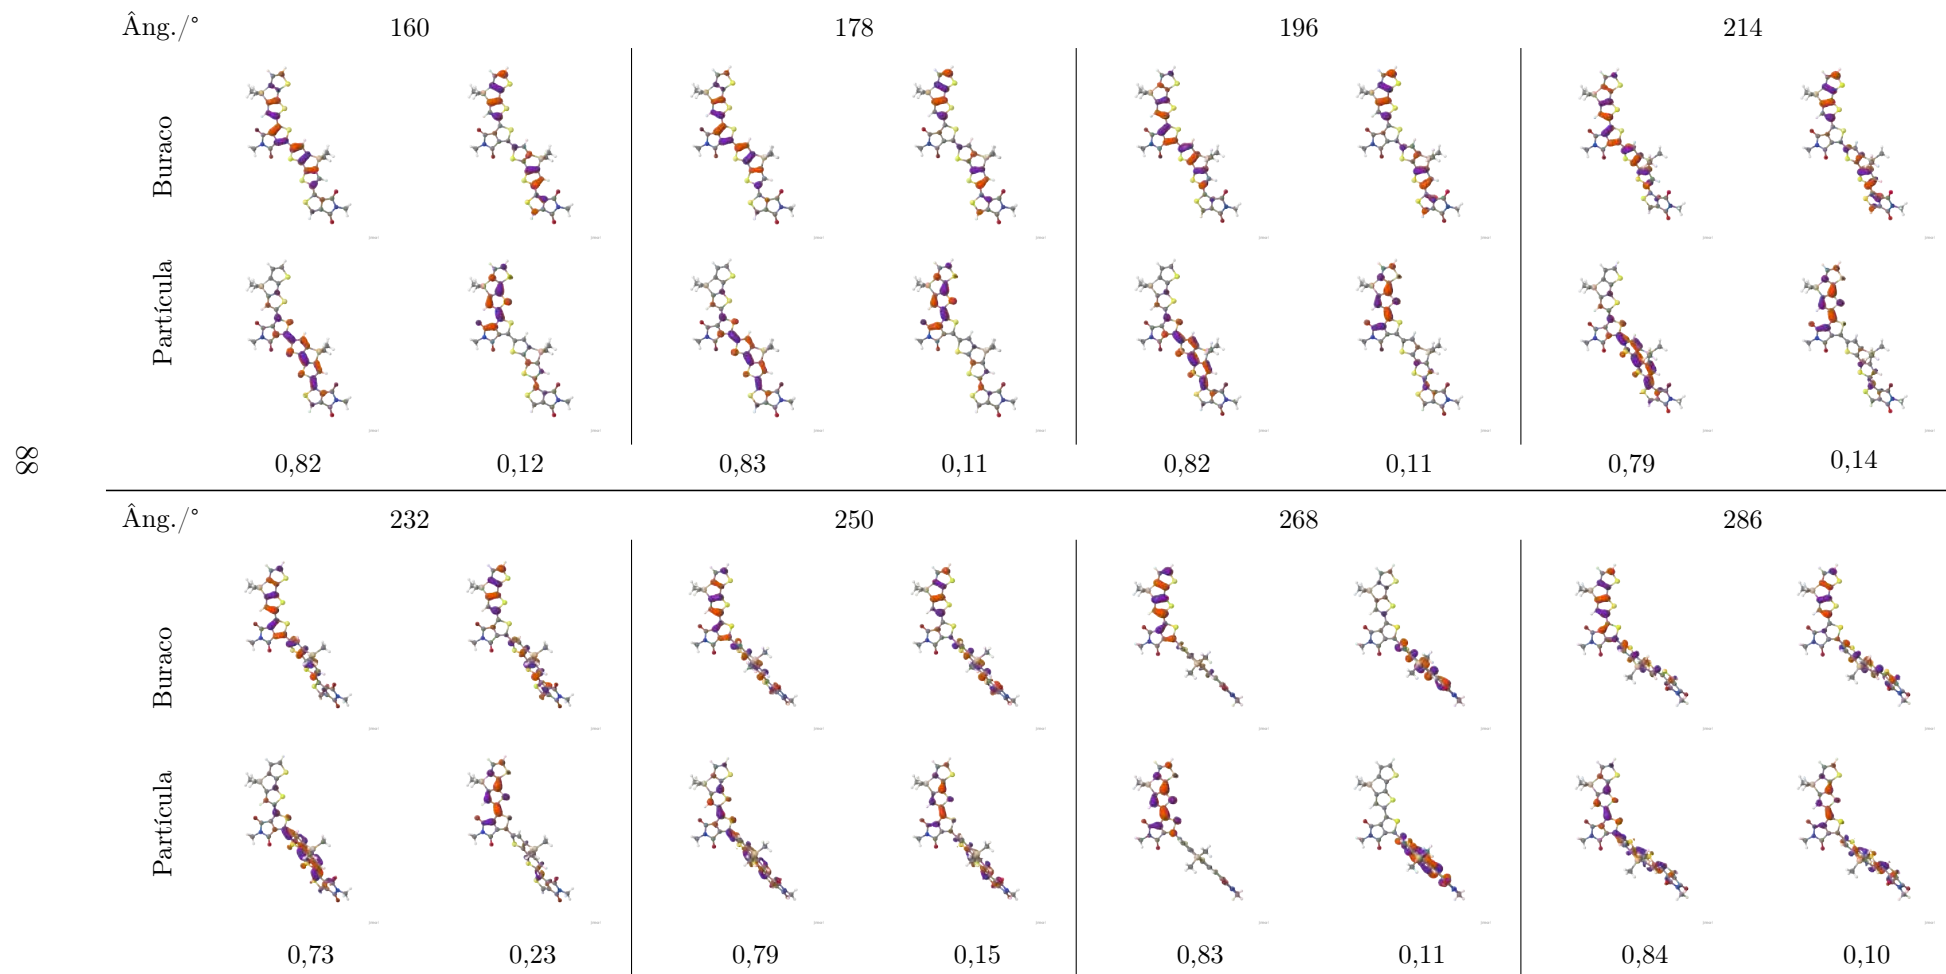 Âng./° 160 178 196 214
Buraco
Partícula
0,82 0,12 0,83 0,11 0,82 0,11 0,79 0,14
88
Âng./° 232 250 268 286
Buraco
Partícula
0,73 0,23 0,79 0,15 0,83 0,11 0,84 0,10